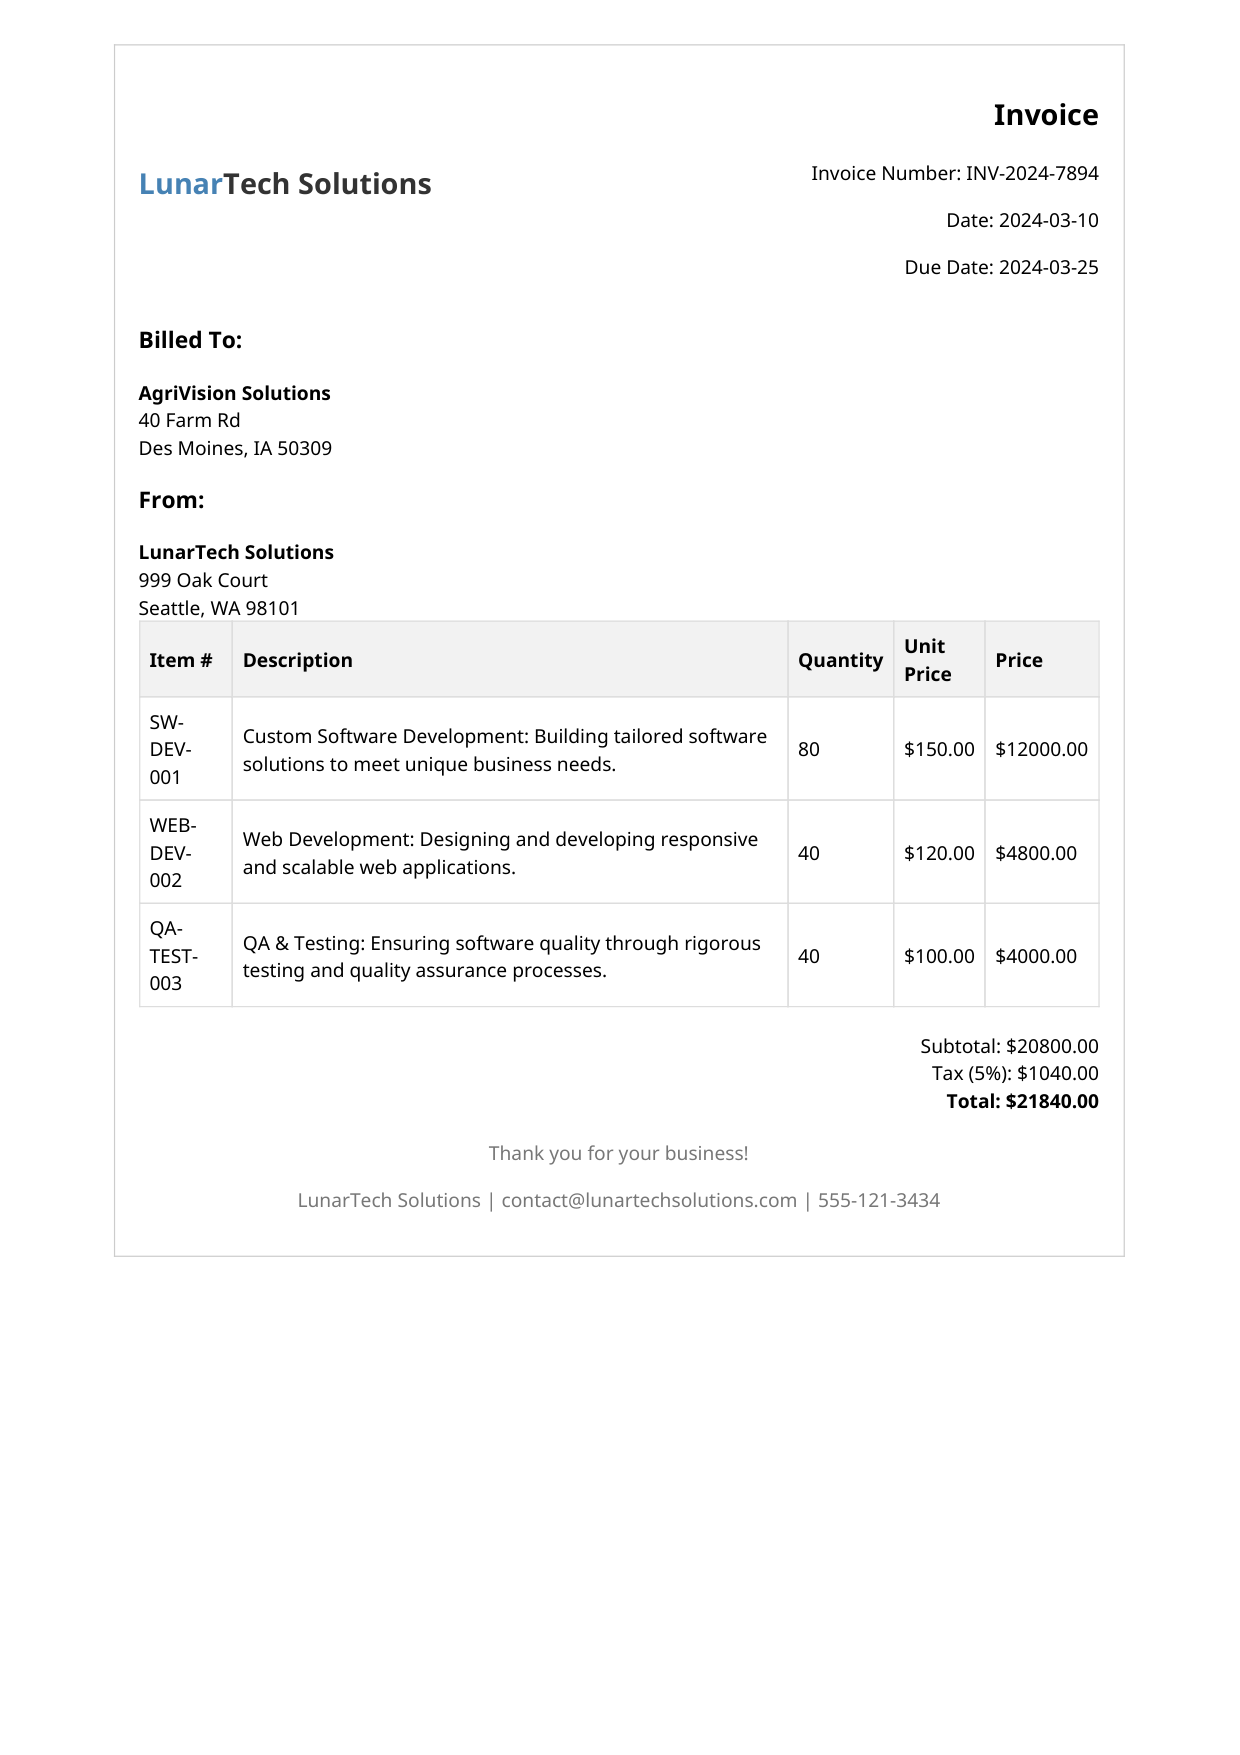 Invoice
LunarTech Solutions
Invoice Number: INV-2024-7894
Date: 2024-03-10
Due Date: 2024-03-25
Billed To:
AgriVision Solutions
40 Farm Rd
Des Moines, IA 50309
From:
LunarTech Solutions
999 Oak Court
Seattle, WA 98101
Item # Description Quantity Unit
Price Price
SW-
DEV-
001
Custom Software Development: Building tailored software
solutions to meet unique business needs.
80 $150.00 $12000.00
WEB-
DEV-
002
Web Development: Designing and developing responsive
and scalable web applications.
40 $120.00 $4800.00
QA-
TEST-
003
QA & Testing: Ensuring software quality through rigorous
testing and quality assurance processes.
40 $100.00 $4000.00
Subtotal: $20800.00
Tax (5%): $1040.00
Total: $21840.00
Thank you for your business!
LunarTech Solutions | contact@lunartechsolutions.com | 555-121-3434